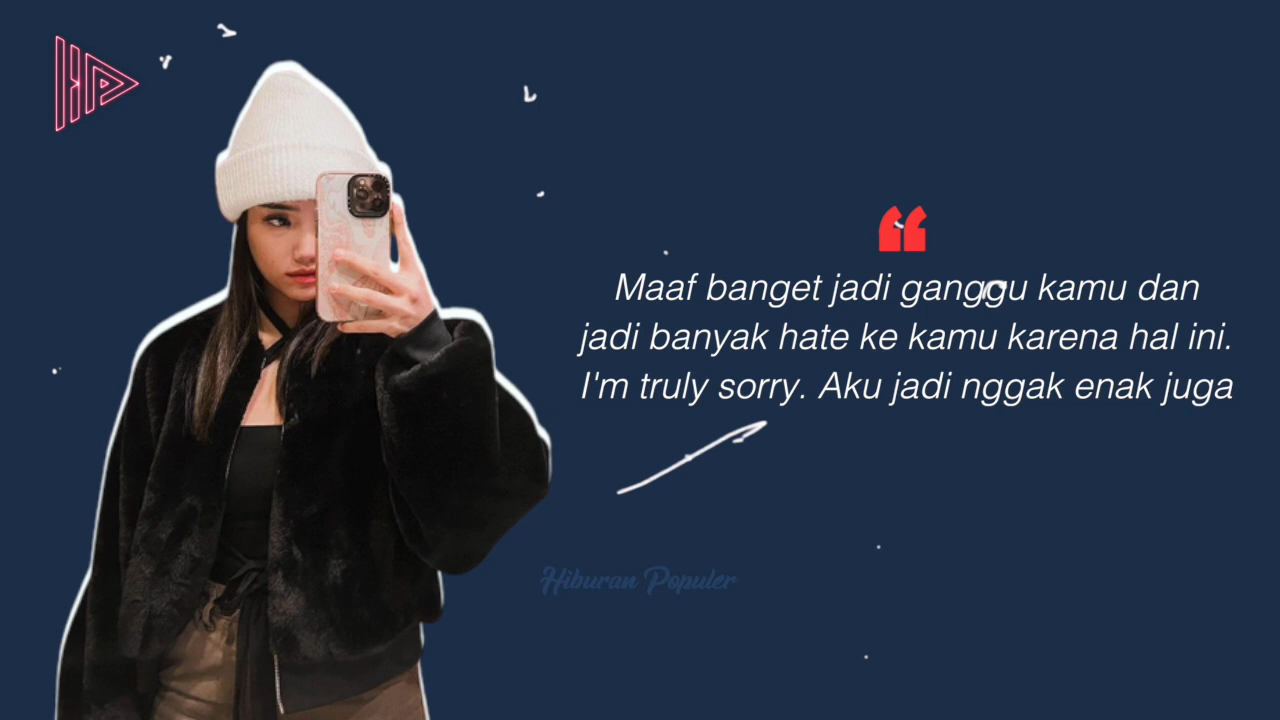 HP
Maaf banget jadi ganggu kamu dan
jadi banyak hate ke kamu karena hal ini.
I'm truly sorry. Aku jadi nggak enak juga
Hiburan Populer